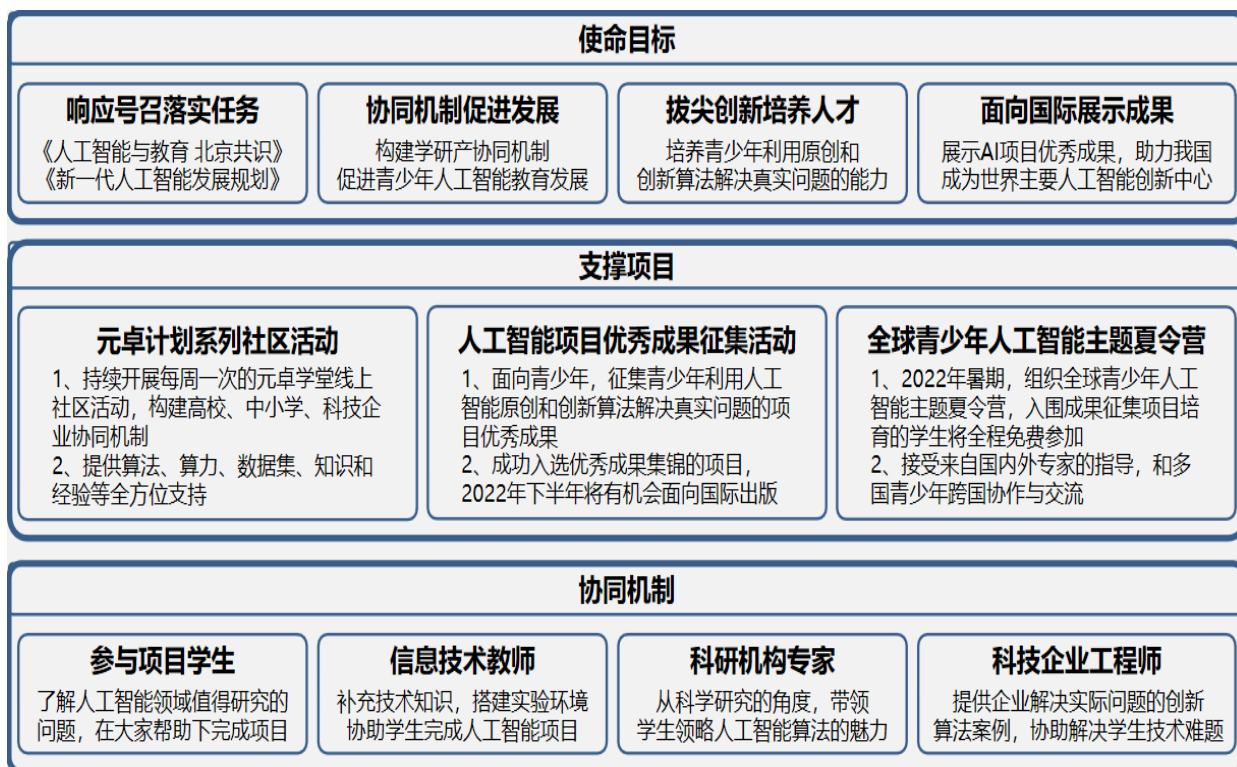 使命目标
响应号召落实任务
《人工智能与教育 北京共识》
《新一代人工智能发展规划》
协同机制促进发展
构建学研产协同机制
促进青少年人工智能教育发展
拔尖创新培养人才
培养青少年利用原创和
创新算法解决真实问题的能力
面向国际展示成果
展示AI项目优秀成果，助力我国
成为世界主要人工智能创新中心
支撑项目
元卓计划系列社区活动
1、持续开展每周一次的元卓学堂线上
社区活动，构建高校、中小学、科技企
业协同机制
2、提供算法、算力、数据集、知识和
经验等全方位支持
人工智能项目优秀成果征集活动
1、面向青少年，征集青少年利用人工
智能原创和创新算法解决真实问题的项
目优秀成果
2、成功入选优秀成果集锦的项目，
2022年下半年将有机会面向国际出版
全球青少年人工智能主题夏令营
1、2022年暑期，组织全球青少年人工
智能主题夏令营，入围成果征集项目培
育的学生将全程免费参加
2、接受来自国内外专家的指导，和多
国青少年跨国协作与交流
协同机制
参与项目学生
了解人工智能领域值得研究的
问题，在大家帮助下完成项目
信息技术教师
补充技术知识，搭建实验环境
协助学生完成人工智能项目
科研机构专家
从科学研究的角度，带领
学生领略人工智能算法的魅力
科技企业工程师
提供企业解决实际问题的创新
算法案例，协助解决学生技术难题